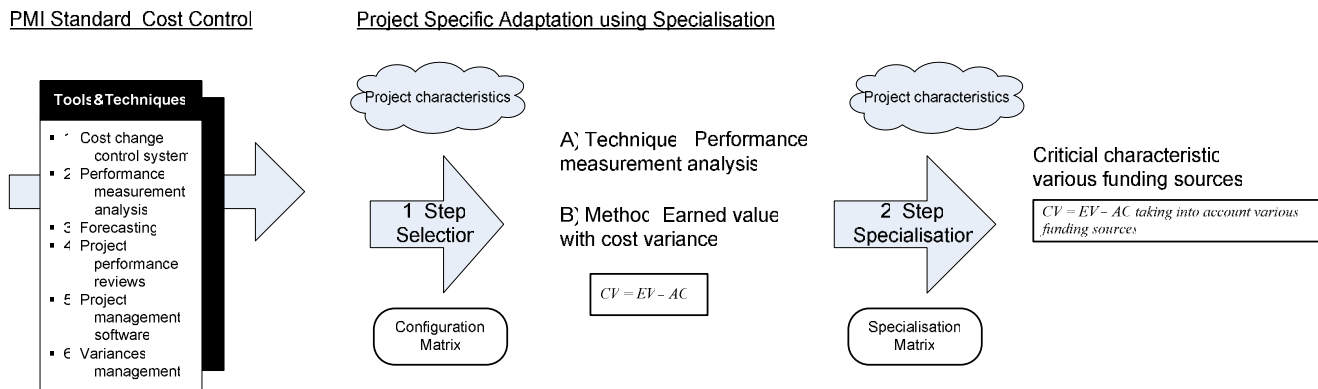 PMI Standard Cost Control
Project Specific Adaptation using Specialisation
Tools&Techniques
▪ 1 Cost change
control system
▪ 2 Performance
measurement
analysis
▪ 3 Forecasting
▪ 4 Project
performance
reviews
▪ 5 Project
management
software
▪ 6 Variances
management
Project characteristics
1 Step
Selection
Configuration
Matrix
A) Technique Performance
measurement analysis
B) Method Earned value
with cost variance
CV = EV – AC
Project characteristics
2 Step
Specialisation
Specialisation
Matrix
Criticial characteristic
various funding sources
CV = EV – AC taking into account various
funding sources